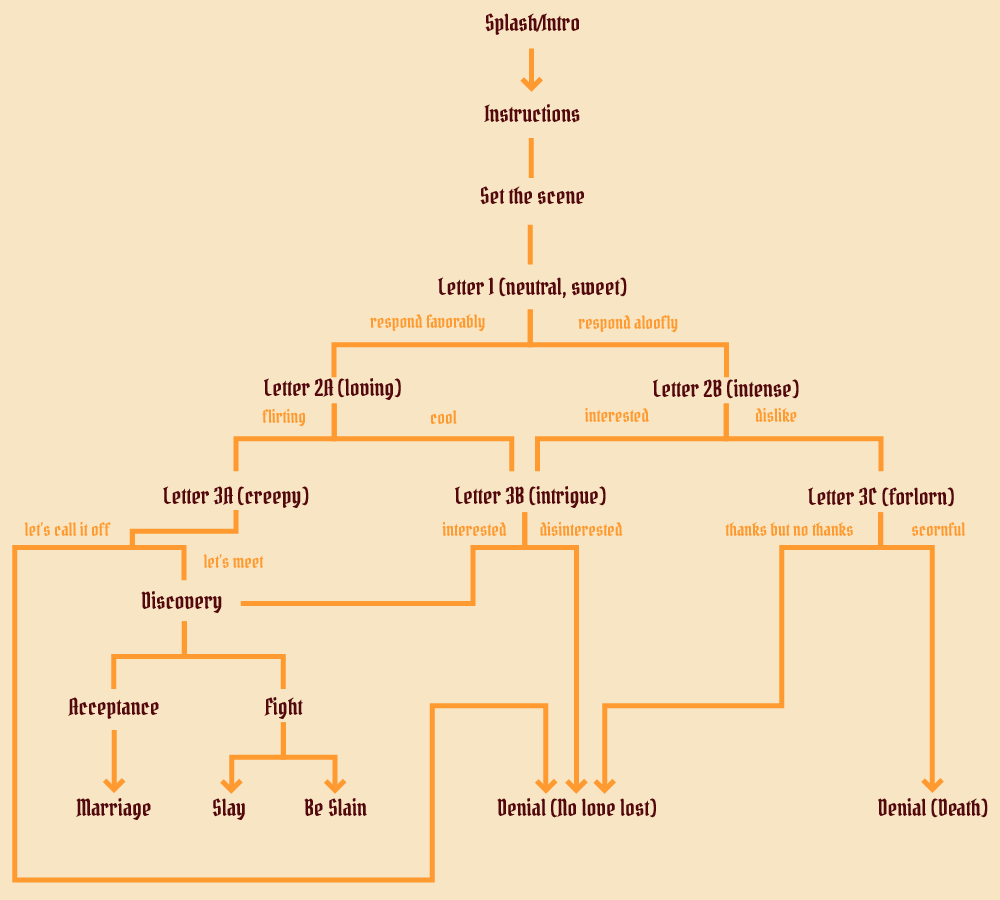 Splash/Intro
Instructions
Set the scene
Letter 1 (neutral, sweet)
respond favorably
respond aloofly
Letter 2A (loving)
Letter 2B (intense)
flirting
cool
interested
dislike
Letter 3A (creepy)
Letter 3B (intrigue)
Letter 3C (forlorn)
let's call it off
interested
disinterested
thanks but no thanks
scornful
let's meet
Discovery
Acceptance
Fight
Marriage
Slay
Be Slain
Denial (No love lost)
Denial (Death)